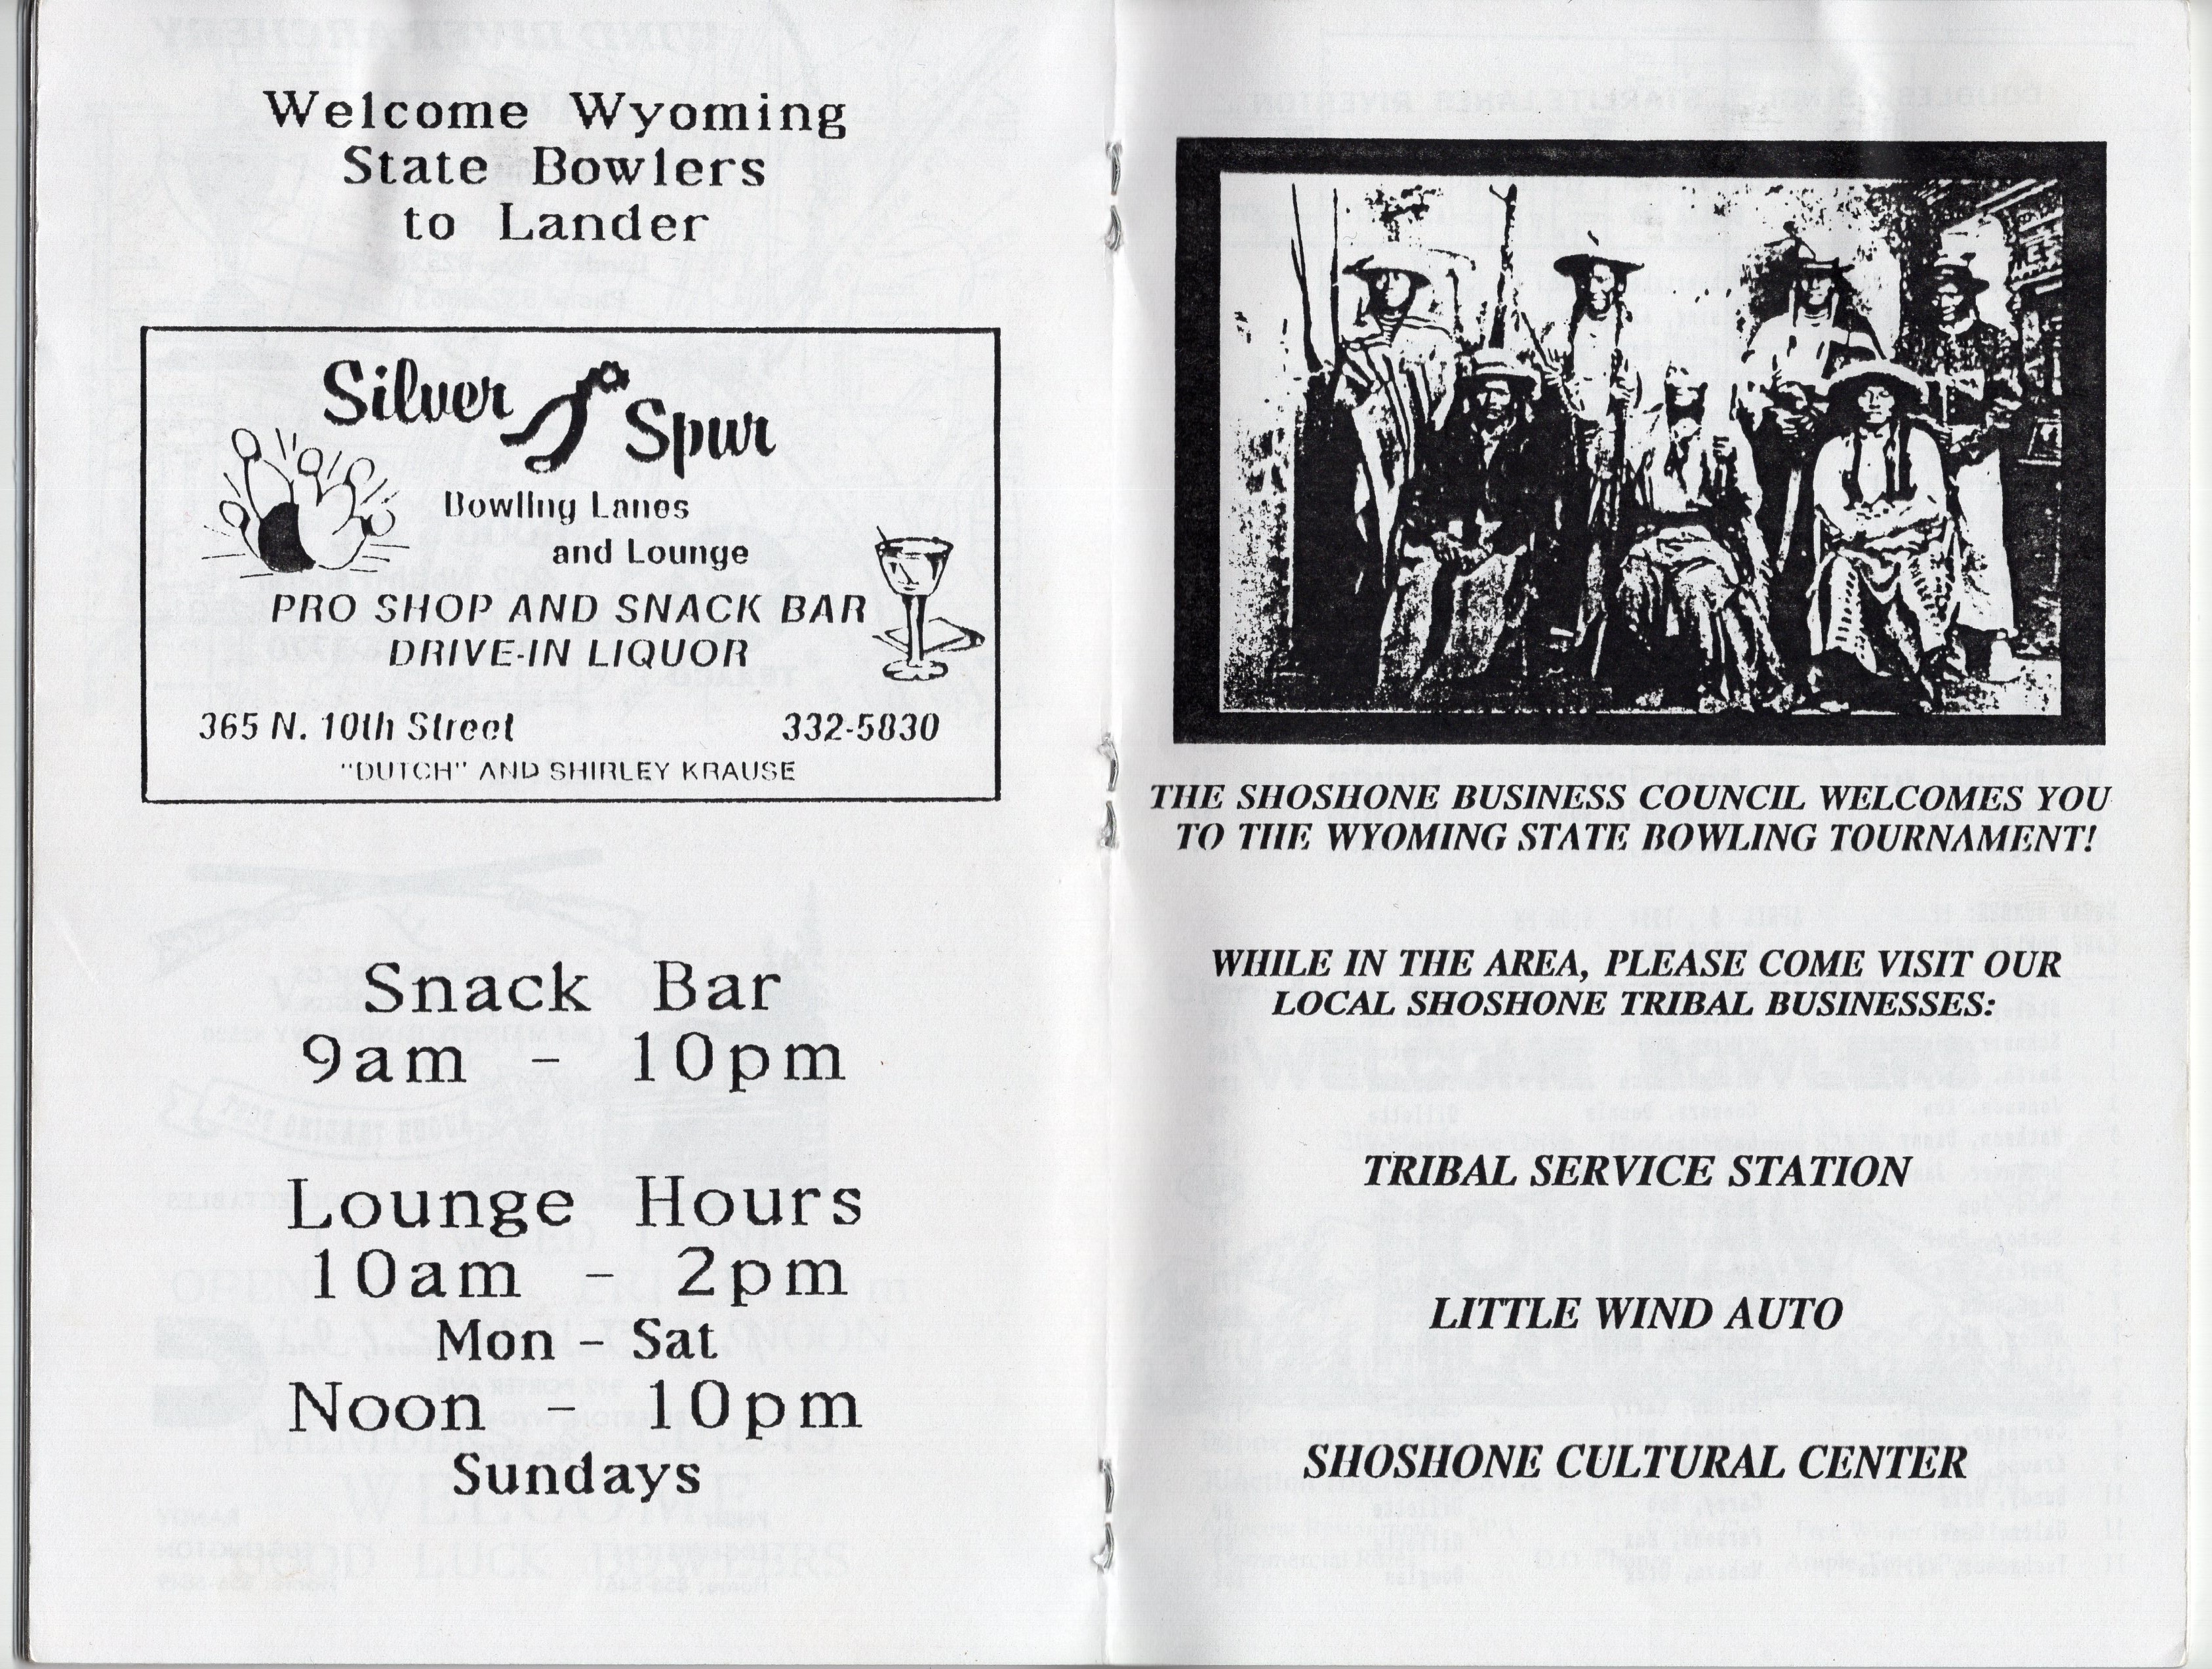 Welcome Wyoming
State Bowlers
to Lander
Silver Spur
Bowling Lanes
and Lounge
PRO SHOP AND SNACK BAR
DRIVE-IN LIQUOR
365 N. 10th Street 332-5830
"DUTCH" AND SHIRLEY KRAUSE
Snack Bar
9am - 10pm
Lounge Hours
10am - 2pm
Mon - Sat
Noon - 10pm
Sundays
THE SHOSHONE BUSINESS COUNCIL WELCOMES YOU
TO THE WYOMING STATE BOWLING TOURNAMENT!
WHILE IN THE AREA, PLEASE COME VISIT OUR
LOCAL SHOSHONE TRIBAL BUSINESSES:
TRIBAL SERVICE STATION
LITTLE WIND AUTO
SHOSHONE CULTURAL CENTER